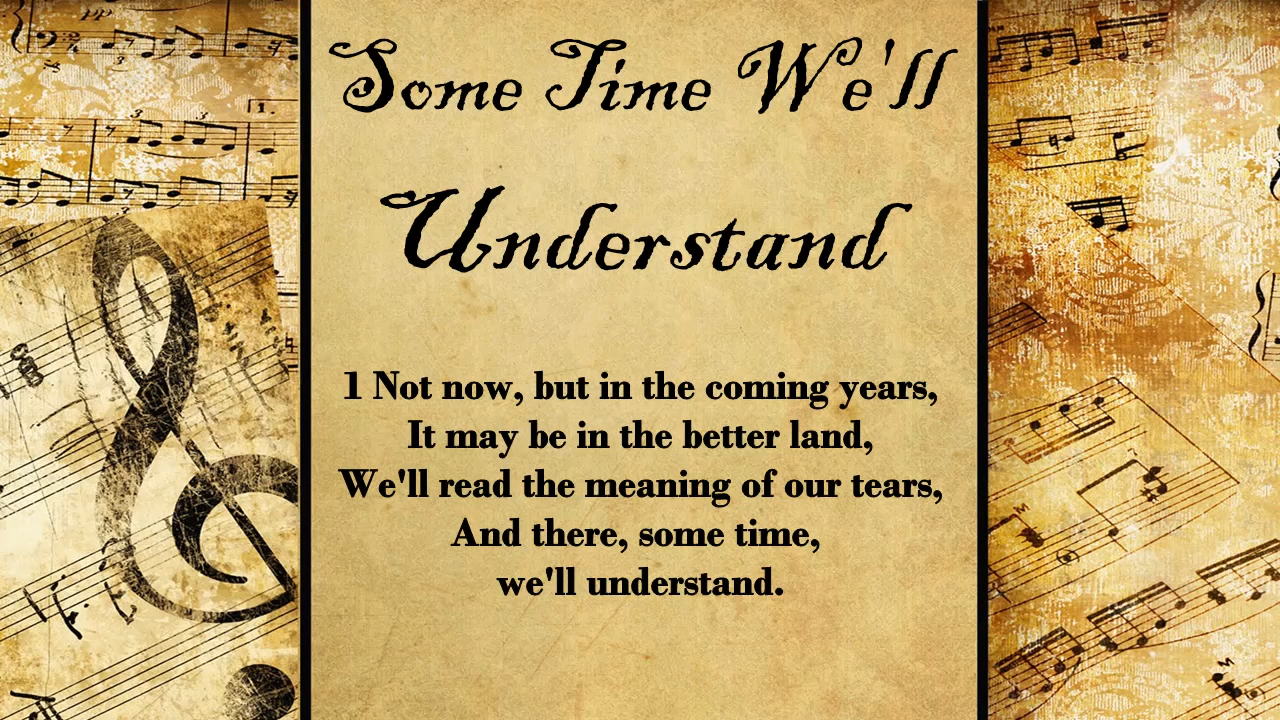 Some Time We'll
Understand
1 Not now, but in the coming years,
It may be in the better land,
We'll read the meaning of our tears,
And there, some time,
we'll understand.